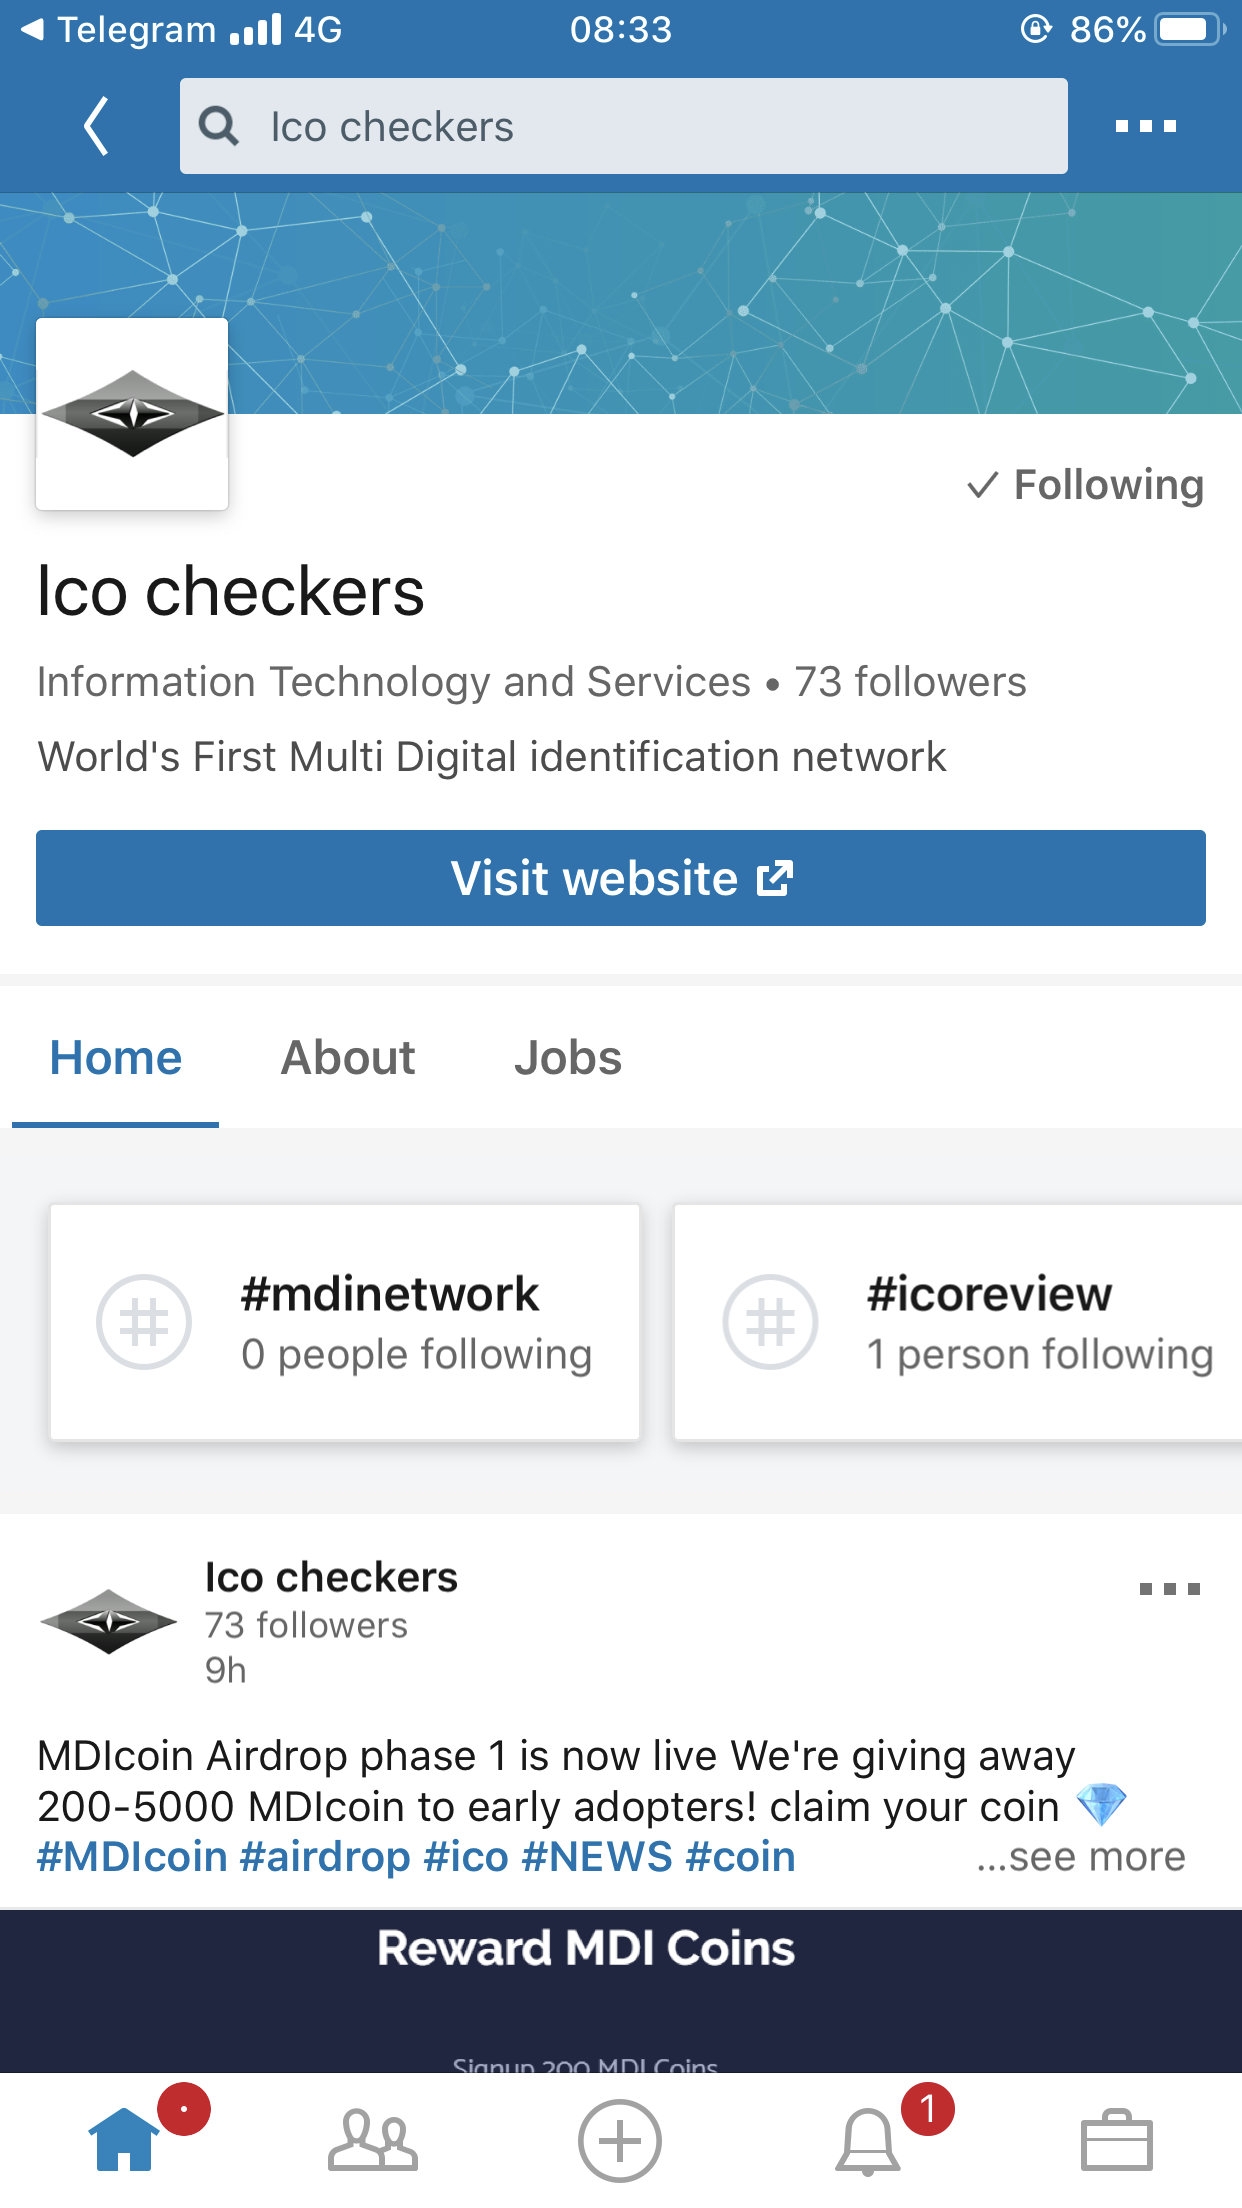 Telegram 4G 08:33 86%
Ico checkers
Following
Ico checkers
Information Technology and Services • 73 followers
World's First Multi Digital identification network
Visit website
Home About Jobs
#mdinetwork
0 people following
#icoreview
1 person following
Ico checkers
73 followers
9h
MDIcoin Airdrop phase 1 is now live We're giving away
200-5000 MDIcoin to early adopters! claim your coin 💎
#MDIcoin #airdrop #ico #NEWS #coin ...see more
Reward MDI Coins
Signup 200 MDI Coins
1